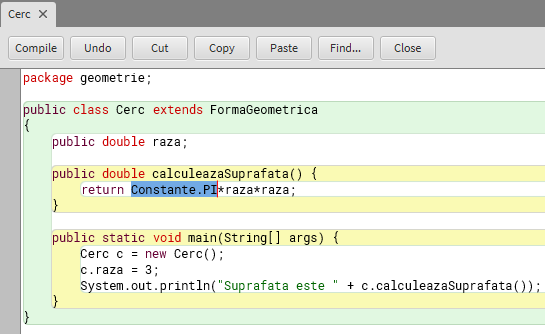 Cerc ×
Compile Undo Cut Copy Paste Find... Close
package geometrie;
public class Cerc extends FormaGeometrica
{
public double raza;
public double calculeazaSuprafata() {
return Constante.PI*raza*raza;
}
public static void main(String[] args) {
Cerc c = new Cerc();
c.raza = 3;
System.out.println("Suprafata este " + c.calculeazaSuprafata());
}
}